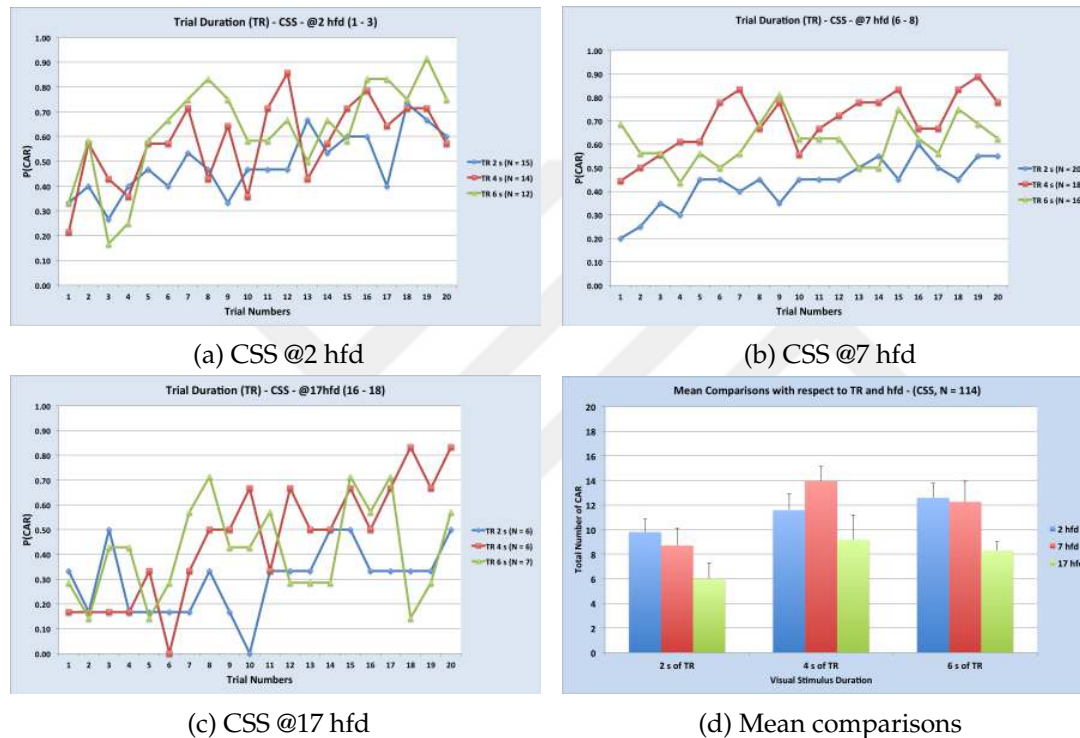 Trial Duration (TR) - CSS - @2 hfd (1 - 3)
1.00
0.90
0.80
0.70
0.60
0.50
0.40
0.30
0.20
0.10
0.00
P(CAR)
1 2 3 4 5 6 7 8 9 10 11 12 13 14 15 16 17 18 19 20
Trial Numbers
TR 2 s (N = 15)
TR 4 s (N = 14)
TR 6 s (N = 12)
(a) CSS @2 hfd
Trial Duration (TR) - CSS - @7 hfd (6 - 8)
1.00
0.90
0.80
0.70
0.60
0.50
0.40
0.30
0.20
0.10
0.00
P(CAR)
1 2 3 4 5 6 7 8 9 10 11 12 13 14 15 16 17 18 19 20
Trial Numbers
TR 2 s (N = 20
TR 4 s (N = 18
TR 6 s (N = 16
(b) CSS @7 hfd
Trial Duration (TR) - CSS - @17hfd (16 - 18)
1.00
0.90
0.80
0.70
0.60
0.50
0.40
0.30
0.20
0.10
0.00
P(CAR)
1 2 3 4 5 6 7 8 9 10 11 12 13 14 15 16 17 18 19 20
Trial Numbers
TR 2 s (N = 6)
TR 4 s (N = 6)
TR 6 s (N = 7)
(c) CSS @17 hfd
Mean Comparisons with respect to TR and hfd - (CSS, N = 114)
20
18
16
14
12
10
8
6
4
2
0
Total Number of CAR
2 s of TR 4 s of TR 6 s of TR
Visual Stimulus Duration
2 hfd
7 hfd
17 hfd
(d) Mean comparisons